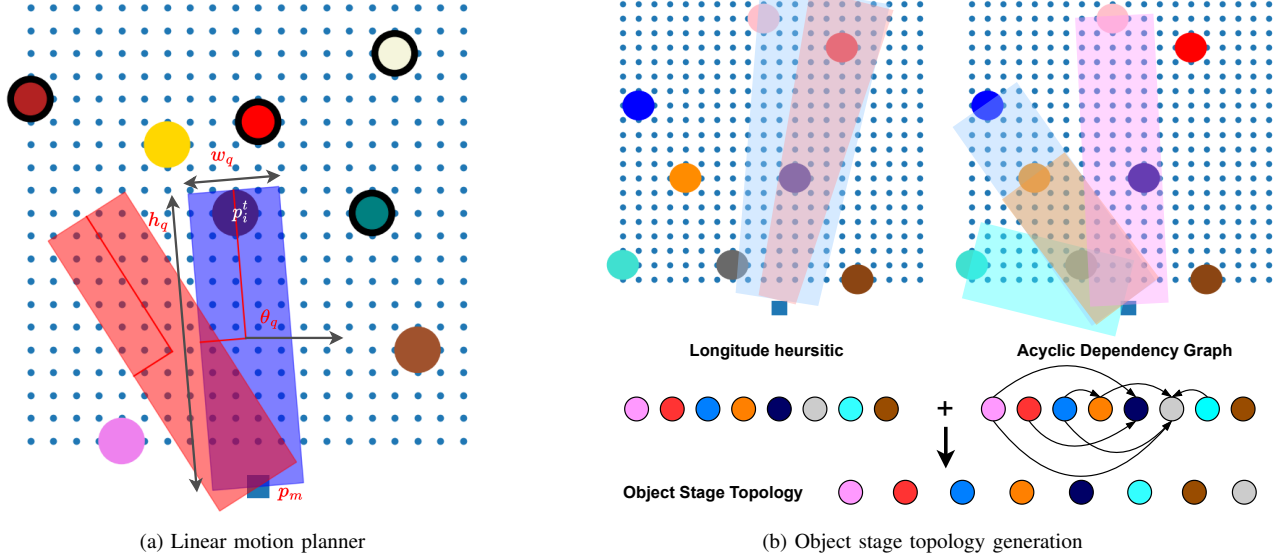 w_q
h_q
p_i^t
θ_q
p_m
(a) Linear motion planner
Longitude heursitic
Acyclic Dependency Graph
+
Object Stage Topology
(b) Object stage topology generation